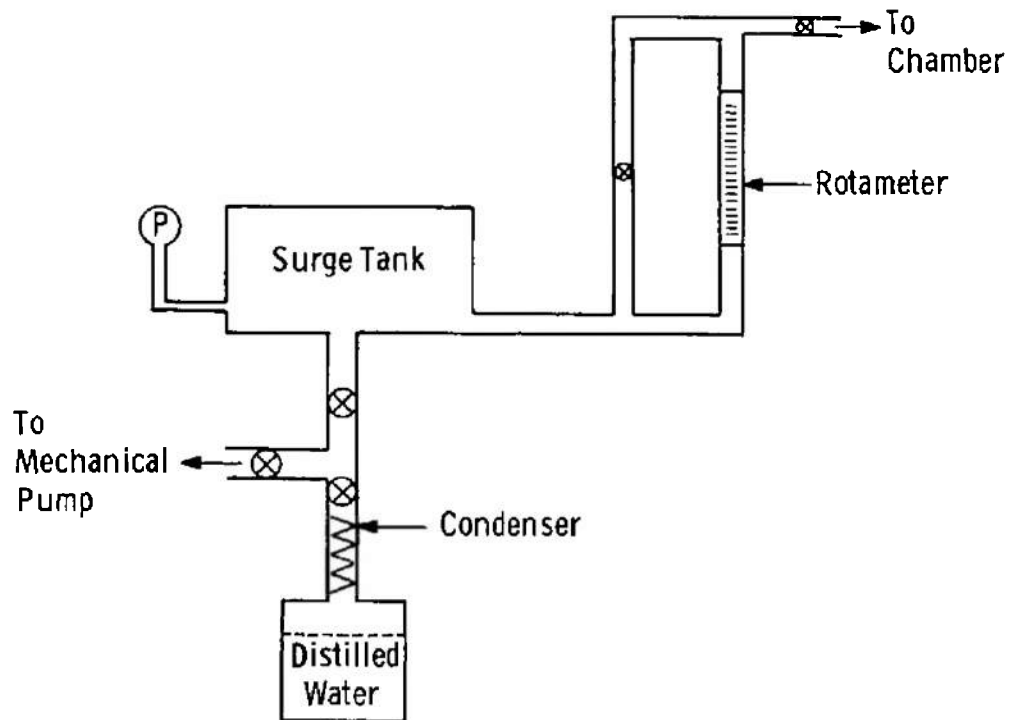 To
Chamber
Rotameter
P
Surge Tank
To
Mechanical
Pump
Condenser
Distilled
Water